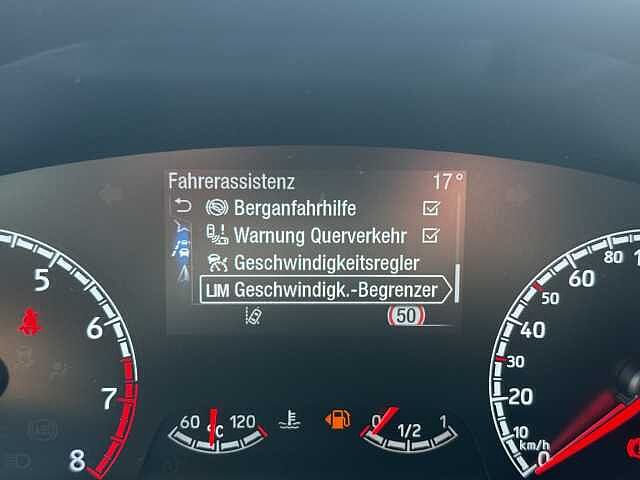 Fahrerassistenz 17°
Berganfahrhilfe
Warnung Querverkehr
Geschwindigkeitsregler
LIM Geschwindigk.-Begrenzer
50
5
6
7
8
60 120
°C
0 1/2 1
80
60
50
40
30
20
10
0
km/h